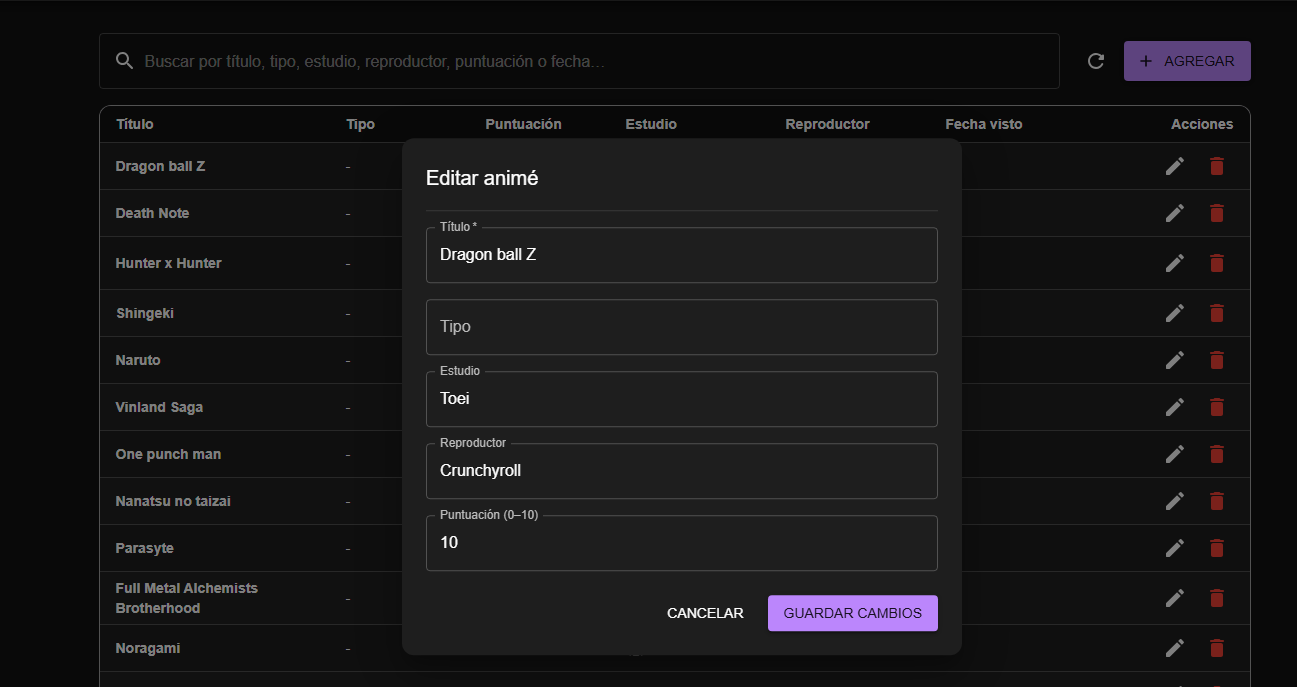 Buscar por título, tipo, estudio, reproductor, puntuación o fecha...
+ AGREGAR
Título Tipo Puntuación Estudio Reproductor Fecha visto Acciones
Dragon ball Z -
Death Note -
Hunter x Hunter -
Shingeki -
Naruto -
Vinland Saga -
One punch man -
Nanatsu no taizai -
Parasyte -
Full Metal Alchemists
Brotherhood -
Noragami -
Editar animé
Título *
Dragon ball Z
Tipo
Estudio
Toei
Reproductor
Crunchyroll
Puntuación (0–10)
10
CANCELAR GUARDAR CAMBIOS